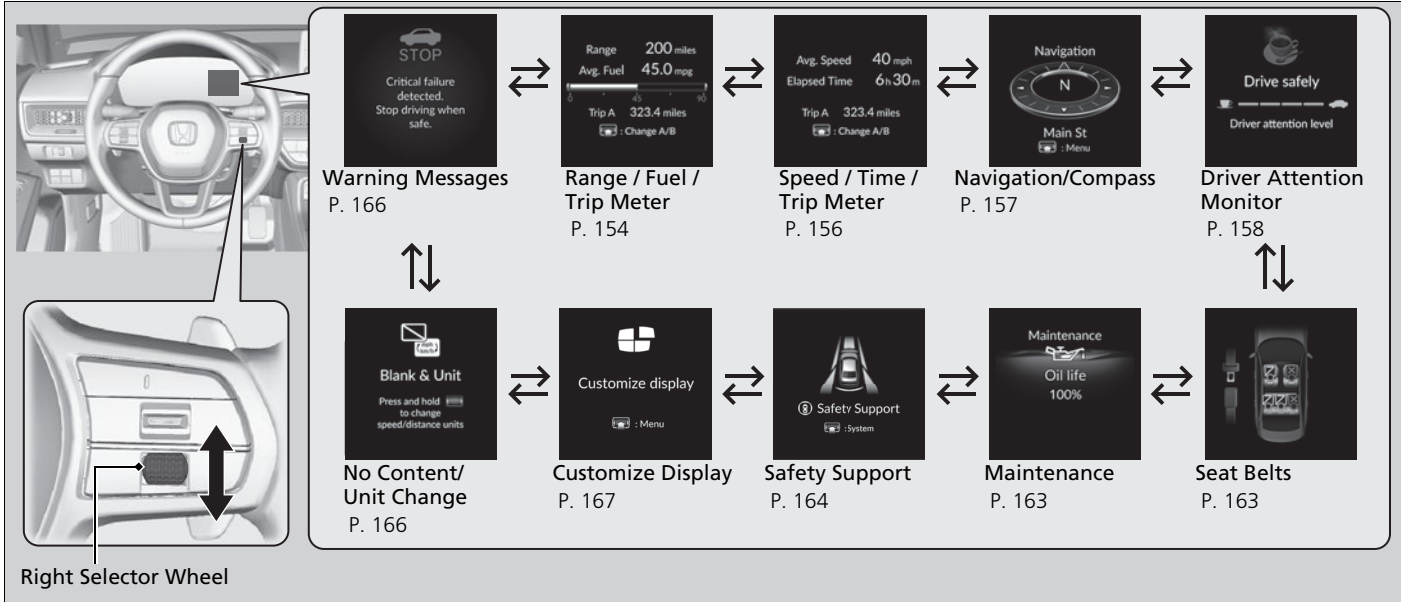 STOP
Critical failure
detected.
Stop driving when
safe.
Warning Messages
P. 166
Range 200 miles
Avg. Fuel 45.0 mpg
0 45 90
Trip A 323.4 miles
: Change A/B
Range / Fuel /
Trip Meter
P. 154
Avg. Speed 40 mph
Elapsed Time 6h 30m
Trip A 323.4 miles
: Change A/B
Speed / Time /
Trip Meter
P. 156
Navigation
N
Main St
: Menu
Navigation/Compass
P. 157
Drive safely
Driver attention level
Driver Attention
Monitor
P. 158
mph
km/h
Blank & Unit
Press and hold
to change
speed/distance units
No Content/
Unit Change
P. 166
Customize display
: Menu
Customize Display
P. 167
Safety Support
: System
Safety Support
P. 164
Maintenance
Oil life
100%
Maintenance
P. 163
Seat Belts
P. 163
Right Selector Wheel